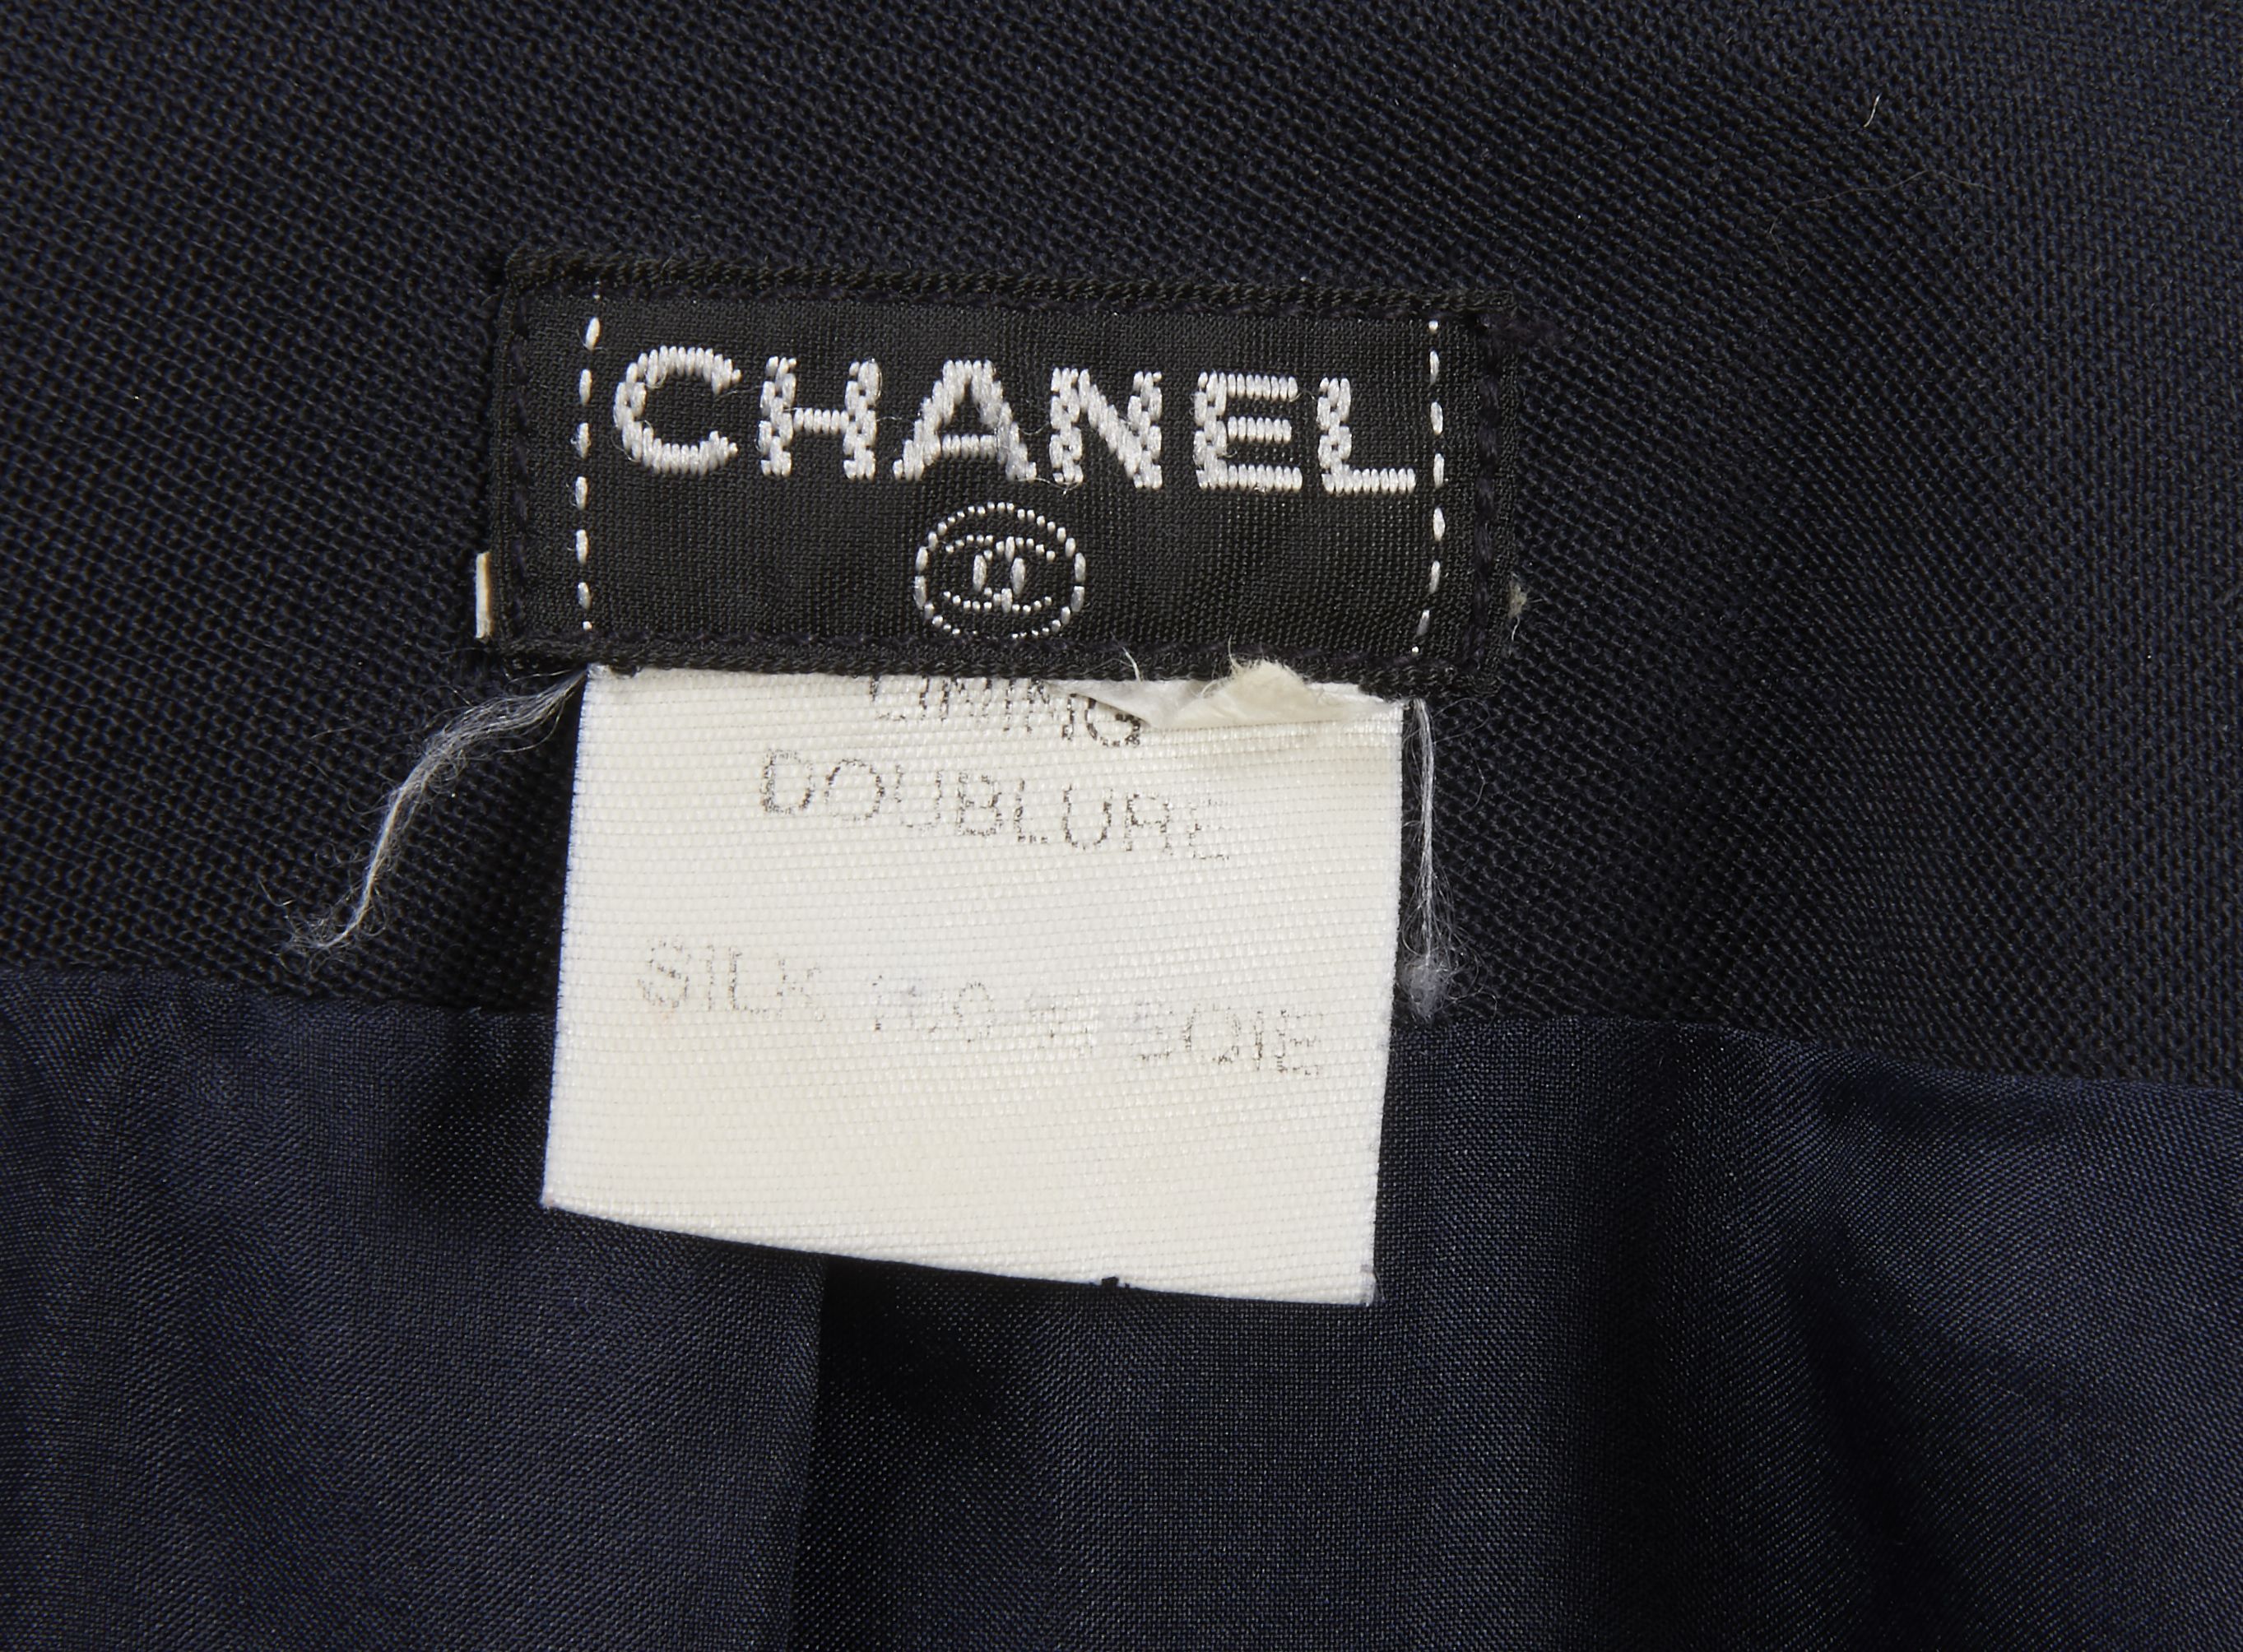 CHANEL
LINING
DOUBLURE
SILK 100 % SOIE